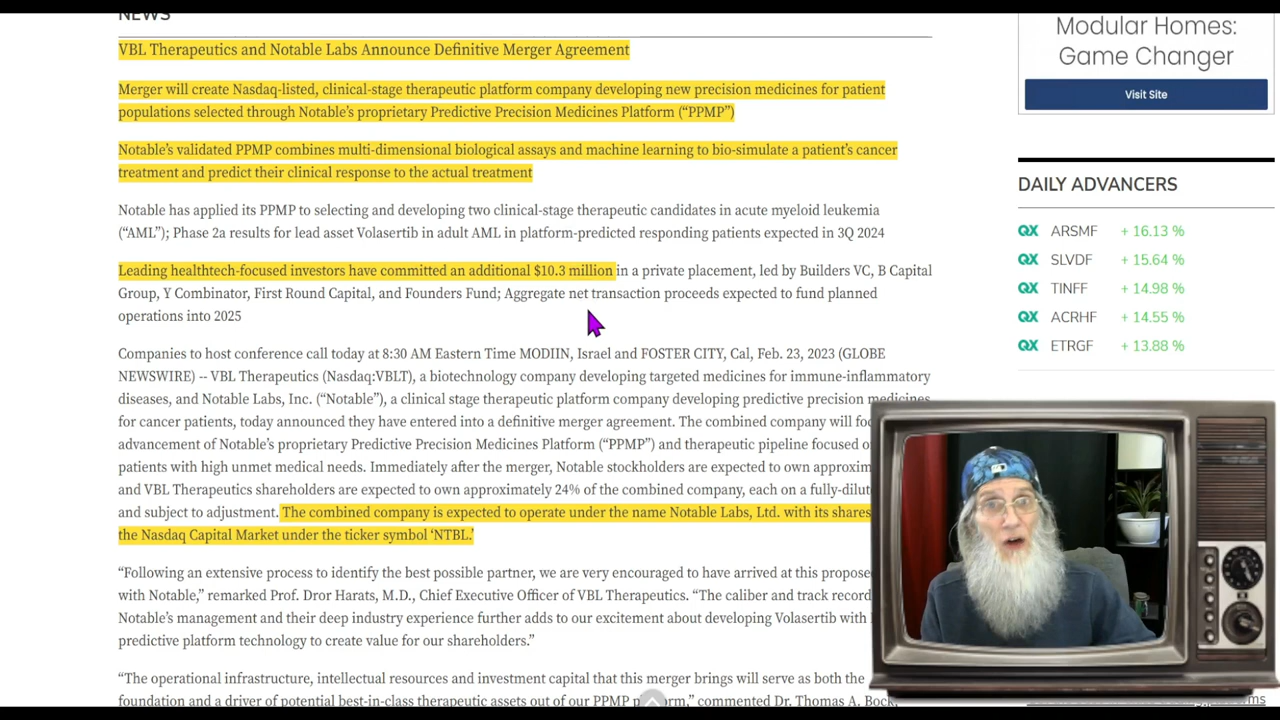 NEWS
VBL Therapeutics and Notable Labs Announce Definitive Merger Agreement
Merger will create Nasdaq-listed, clinical-stage therapeutic platform company developing new precision medicines for patient
populations selected through Notable’s proprietary Predictive Precision Medicines Platform (“PPMP”)
Notable’s validated PPMP combines multi-dimensional biological assays and machine learning to bio-simulate a patient’s cancer
treatment and predict their clinical response to the actual treatment
Notable has applied its PPMP to selecting and developing two clinical-stage therapeutic candidates in acute myeloid leukemia
(“AML”); Phase 2a results for lead asset Volasertib in adult AML in platform-predicted responding patients expected in 3Q 2024
Leading healthtech-focused investors have committed an additional $10.3 million in a private placement, led by Builders VC, B Capital
Group, Y Combinator, First Round Capital, and Founders Fund; Aggregate net transaction proceeds expected to fund planned
operations into 2025
Companies to host conference call today at 8:30 AM Eastern Time MODIIN, Israel and FOSTER CITY, Cal, Feb. 23, 2023 (GLOBE
NEWSWIRE) -- VBL Therapeutics (Nasdaq:VBLT), a biotechnology company developing targeted medicines for immune-inflammatory
diseases, and Notable Labs, Inc. (“Notable”), a clinical stage therapeutic platform company developing predictive precision medicines
for cancer patients, today announced they have entered into a definitive merger agreement. The combined company will
advancement of Notable’s proprietary Predictive Precision Medicines Platform (“PPMP”) and therapeutic pipeline focused
patients with high unmet medical needs. Immediately after the merger, Notable stockholders are expected to own
and VBL Therapeutics shareholders are expected to own approximately 24% of the combined company, each on a
and subject to adjustment. The combined company is expected to operate under the name Notable Labs, Ltd. with its shares
the Nasdaq Capital Market under the ticker symbol ‘NTBL.’
“Following an extensive process to identify the best possible partner, we are very encouraged to have arrived at this
with Notable,” remarked Prof. Dror Harats, M.D., Chief Executive Officer of VBL Therapeutics. “The caliber and track record
Notable’s management and their deep industry experience further adds to our excitement about developing Volasertib with
predictive platform technology to create value for our shareholders.”
“The operational infrastructure, intellectual resources and investment capital that this merger brings will serve as both the
foundation and a driver of potential best-in-class therapeutic assets out of our PPMP commented Dr. Thomas A. Bock,
Modular Homes:
Game Changer
Visit Site
DAILY ADVANCERS
QX ARSMF + 16.13 %
QX SLVDF + 15.64 %
QX TINFF + 14.98 %
QX ACRHF + 14.55 %
QX ETRGF + 13.88 %